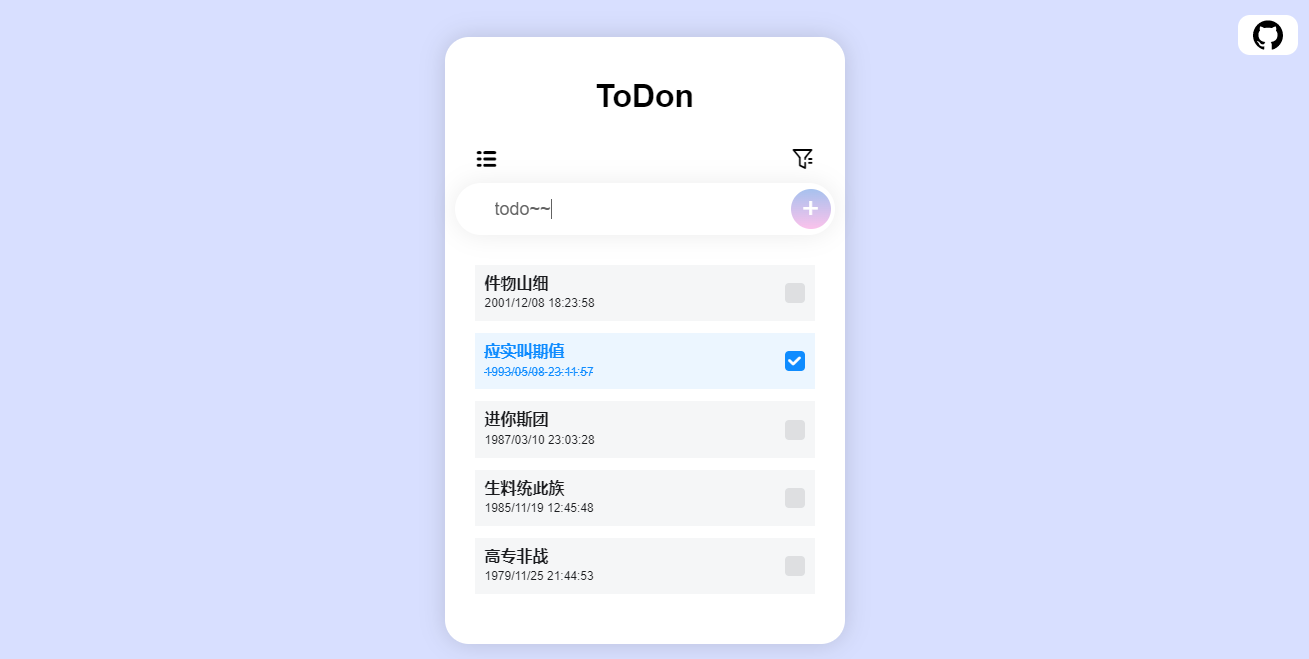 ToDon
todo~~
件物山细
2001/12/08 18:23:58
应实叫期值
1993/05/08 23:11:57
进你斯团
1987/03/10 23:03:28
生料统此族
1985/11/19 12:45:48
高专非战
1979/11/25 21:44:53